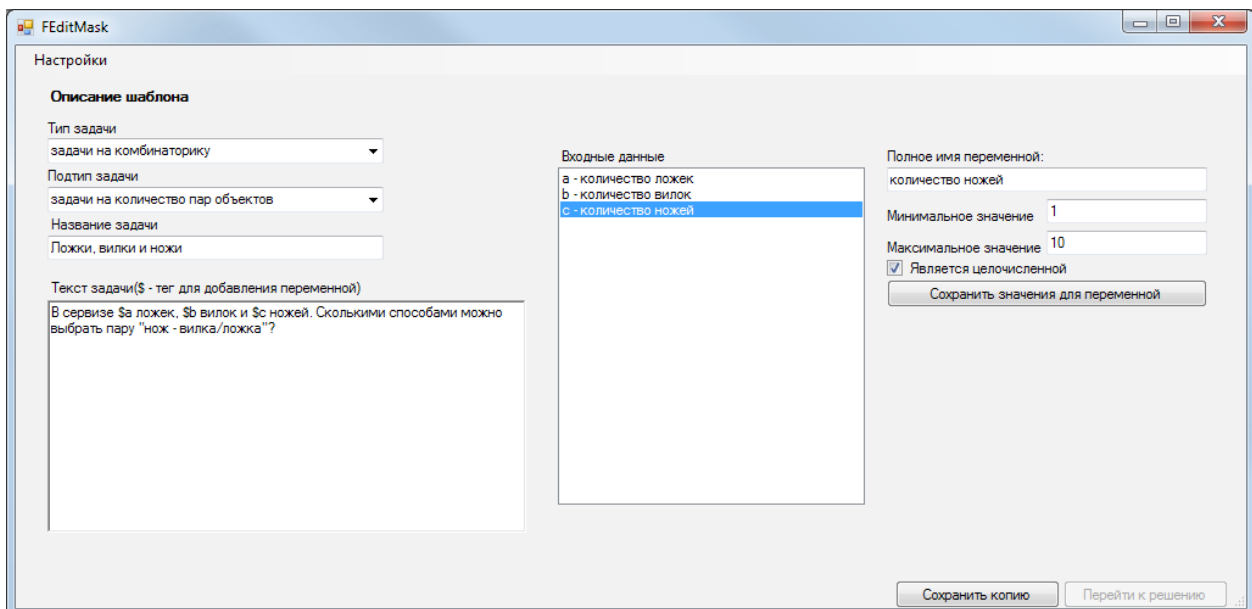 FEditMask
Настройки
Описание шаблона
Тип задачи
задачи на комбинаторику
Подтип задачи
задачи на количество пар объектов
Название задачи
Ложки, вилки и ножи
Текст задачи($ - тег для добавления переменной)
В сервизе $a ложек, $b вилок и $c ножей. Сколькими способами можно
выбрать пару "нож - вилка/ложка"?
Входные данные
a - количество ложек
b - количество вилок
c - количество ножей
Полное имя переменной:
количество ножей
Минимальное значение 1
Максимальное значение 10
Является целочисленной
Сохранить значения для переменной
Сохранить копию
Перейти к решению